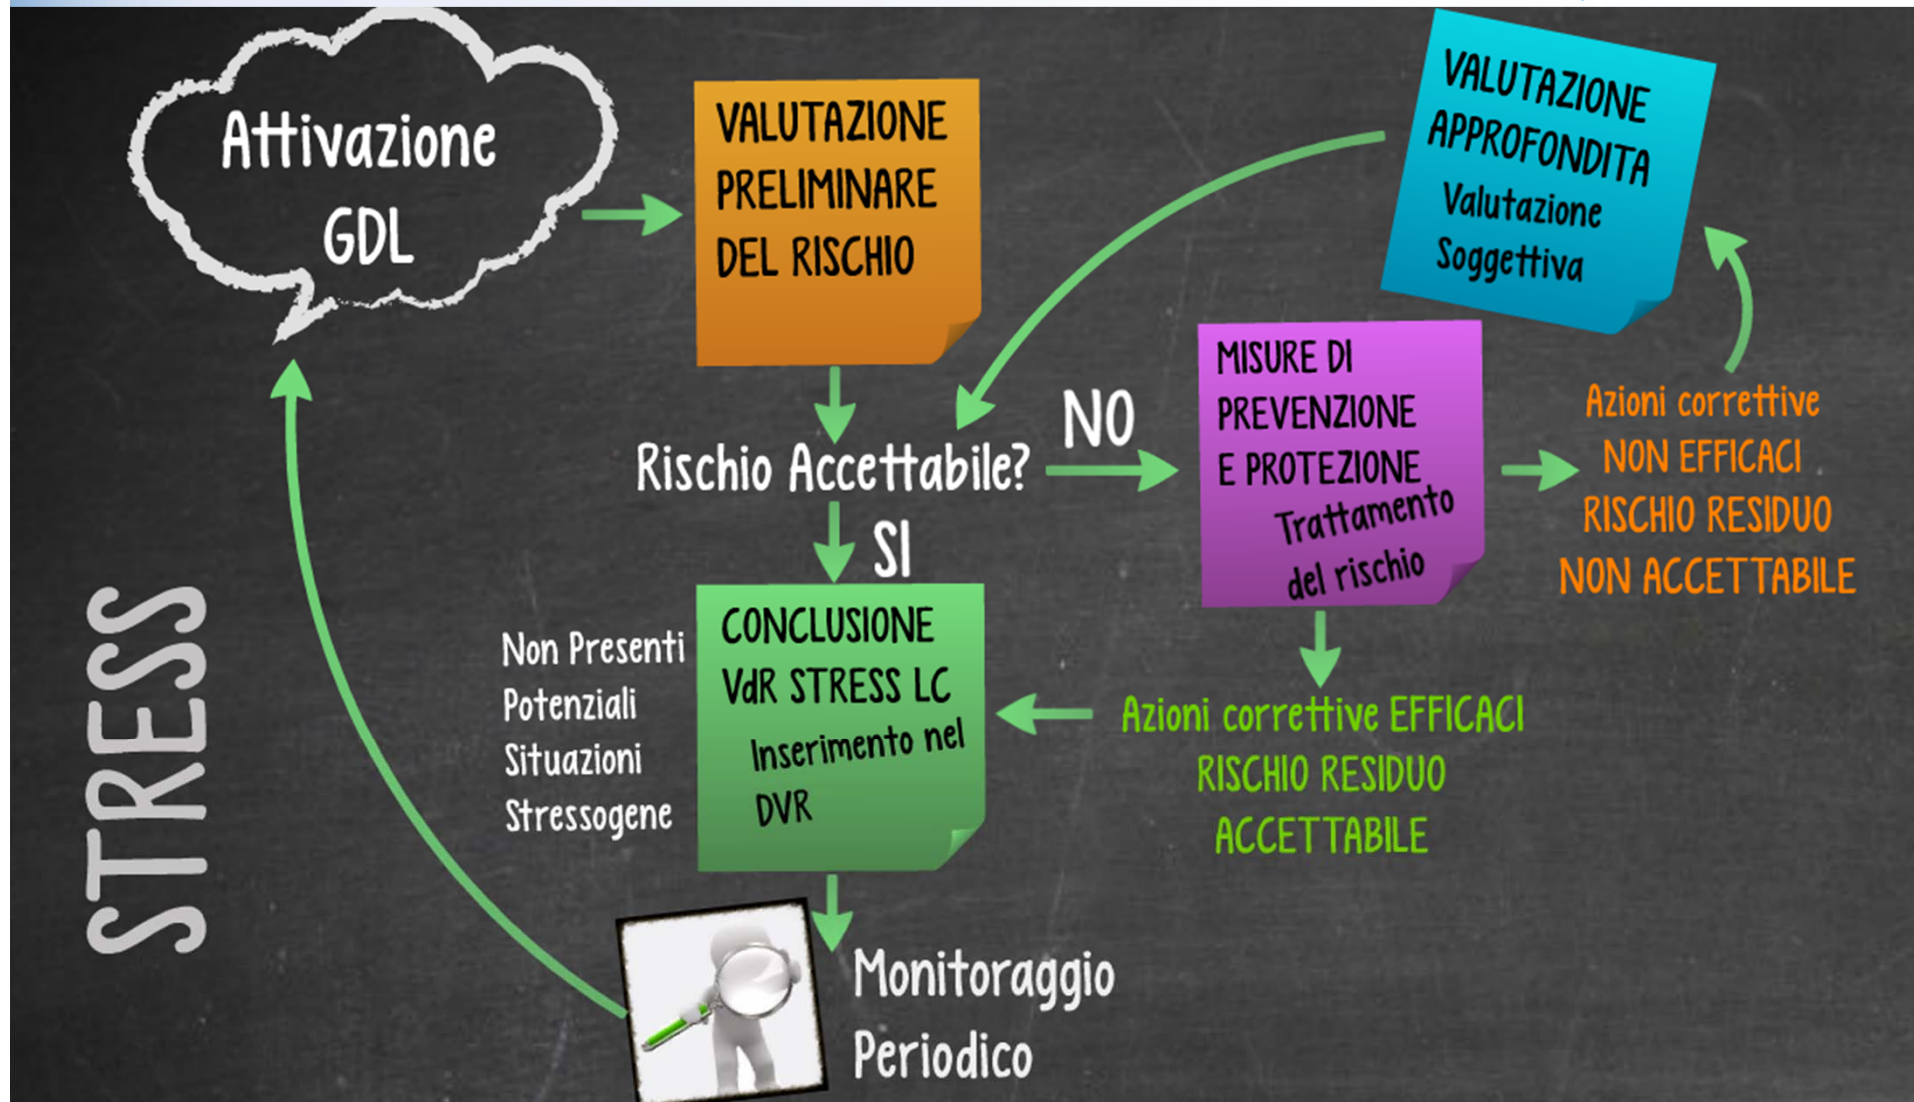 Attivazione
GDL
VALUTAZIONE
PRELIMINARE
DEL RISCHIO
VALUTAZIONE
APPROFONDITA
Valutazione
Soggettiva
Rischio Accettabile?
NO
MISURE DI
PREVENZIONE
E PROTEZIONE
Trattamento
del rischio
Azioni correttive
NON EFFICACI
RISCHIO RESIDUO
NON ACCETTABILE
SI
Non Presenti
Potenziali
Situazioni
Stressogene
CONCLUSIONE
VdR STRESS LC
Inserimento nel
DVR
Azioni correttive EFFICACI
RISCHIO RESIDUO
ACCETTABILE
STRESS
Monitoraggio
Periodico